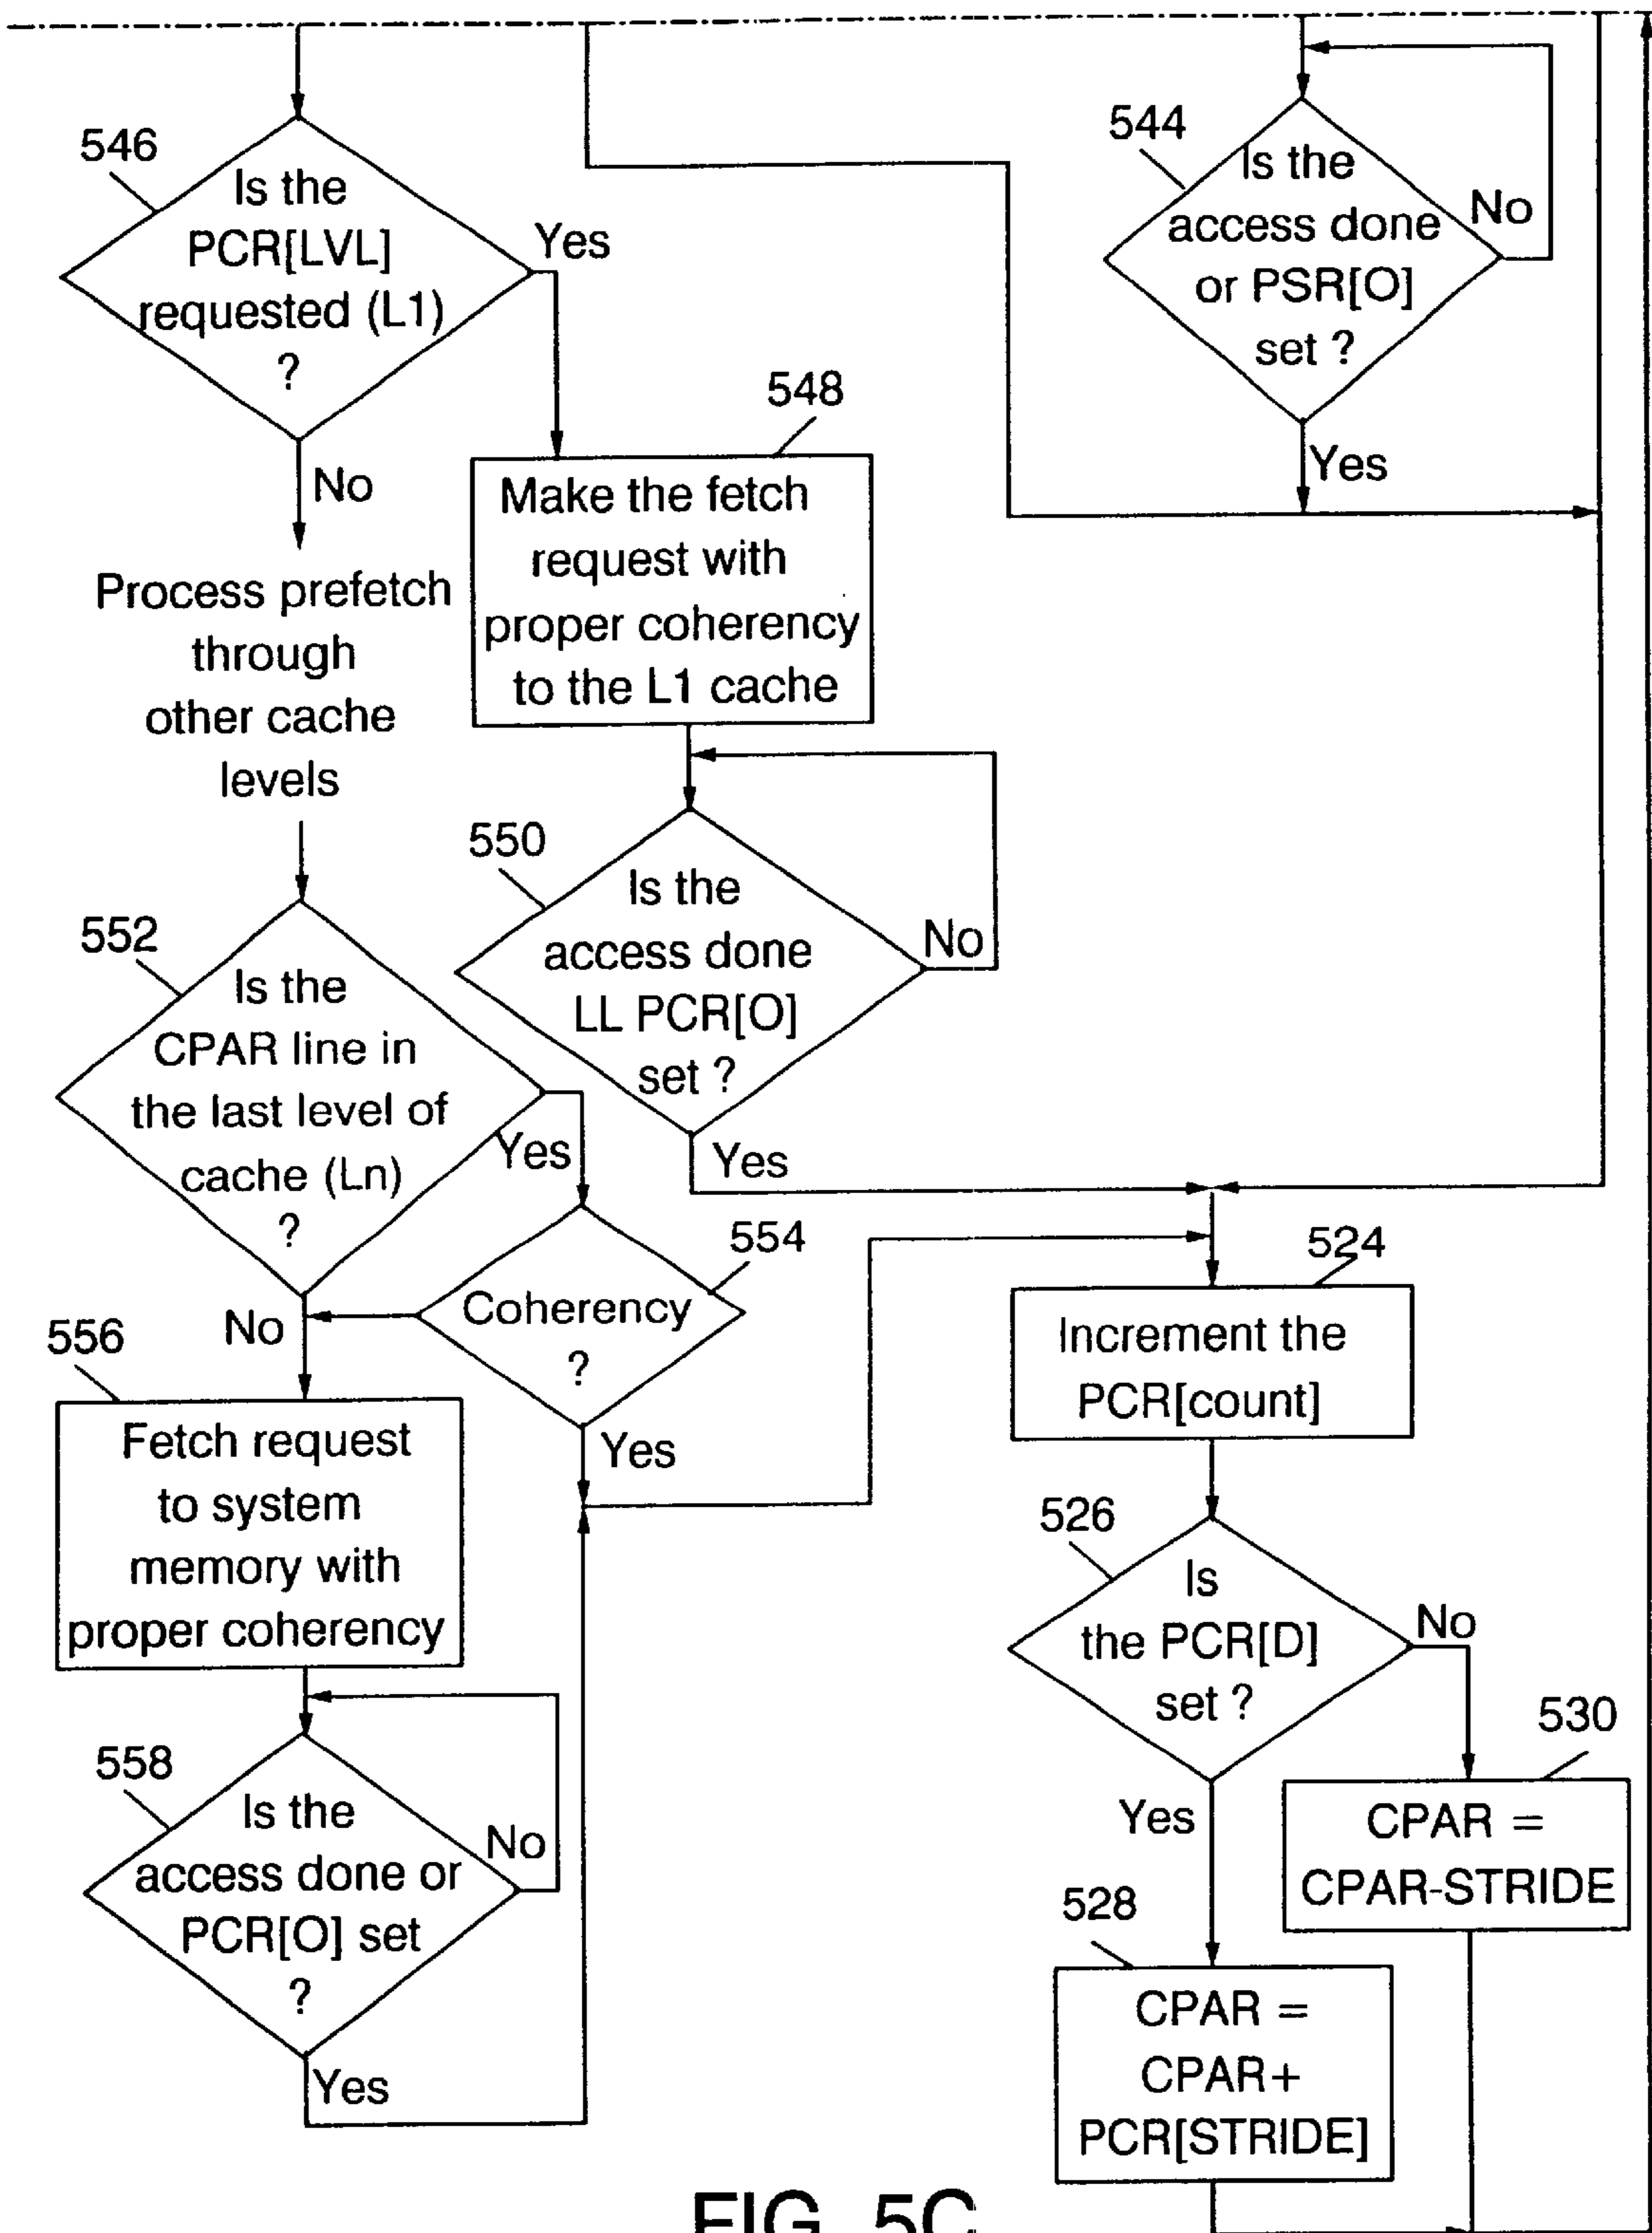 546
Is the
PCR[LVL]
requested (L1)
?
Yes
No
544
Is the
access done
or PSR[O]
set ?
No
Yes
548
Make the fetch
request with
proper coherency
to the L1 cache
Process prefetch
through
other cache
levels
550
Is the
access done
LL PCR[O]
set ?
No
Yes
552
Is the
CPAR line in
the last level of
cache (Ln)
?
Yes
No
554
Coherency
?
Yes
556
Fetch request
to system
memory with
proper coherency
558
Is the
access done or
PCR[O] set
?
No
Yes
524
Increment the
PCR[count]
526
Is
the PCR[D]
set ?
No
Yes
530
CPAR =
CPAR-STRIDE
528
CPAR =
CPAR+
PCR[STRIDE]
FIG. 5C